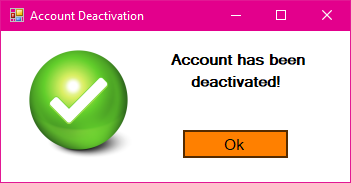 Account Deactivation
Account has been
deactivated!
Ok